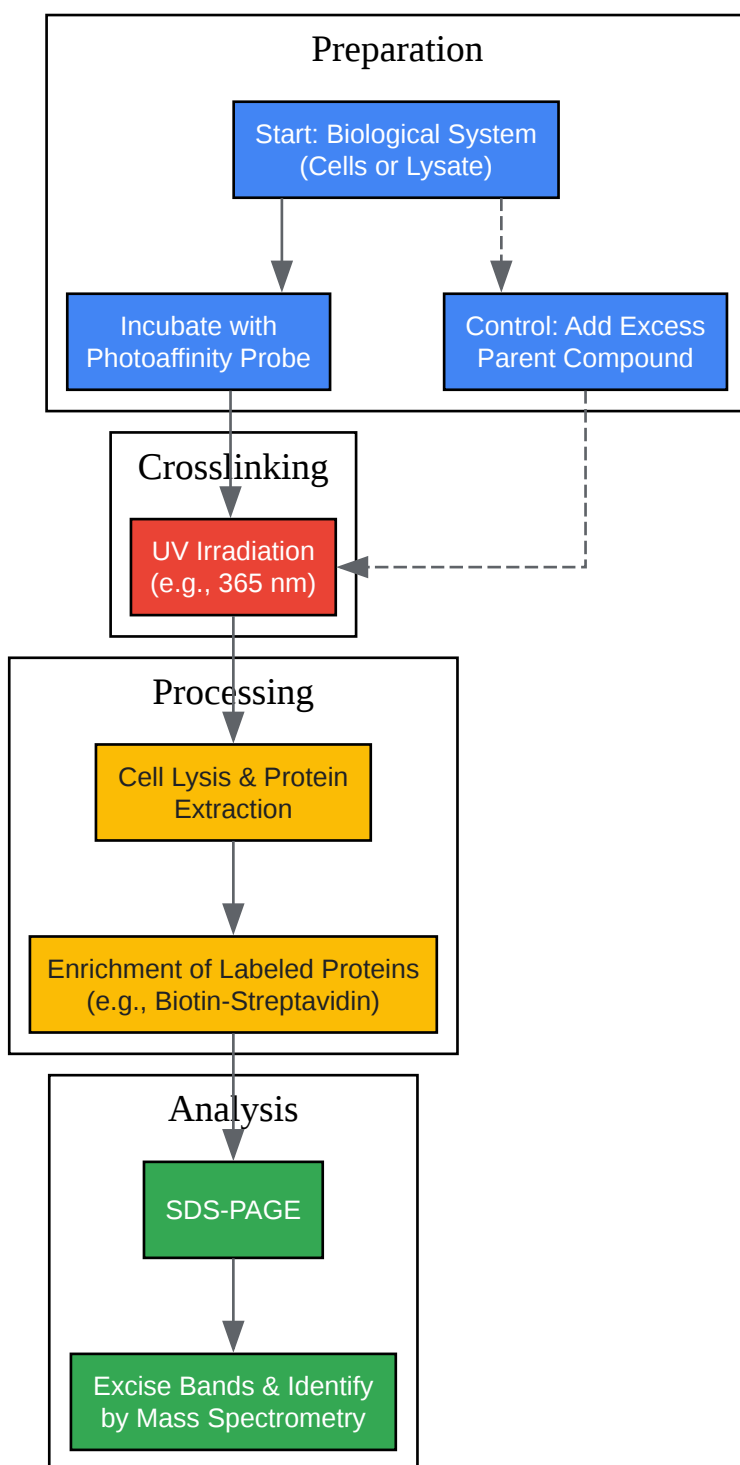 Preparation
Start: Biological System
(Cells or Lysate)
Incubate with
Photoaffinity Probe
Control: Add Excess
Parent Compound
Crosslinking
UV Irradiation
(e.g., 365 nm)
Processing
Cell Lysis & Protein
Extraction
Enrichment of Labeled Proteins
(e.g., Biotin-Streptavidin)
Analysis
SDS-PAGE
Excise Bands & Identify
by Mass Spectrometry